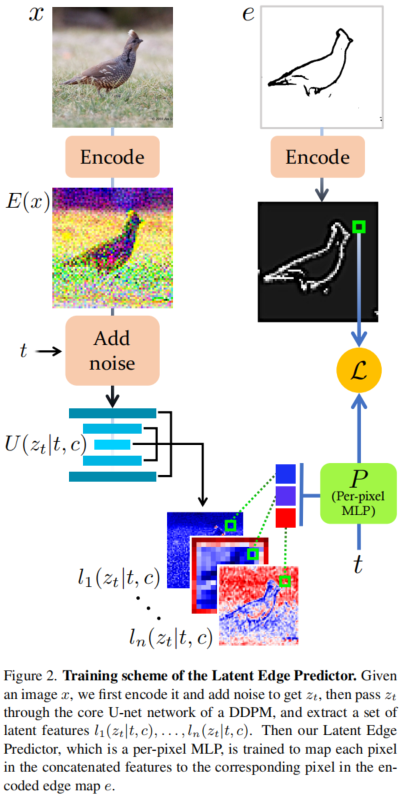 x
e
Encode
Encode
E(x)
t
Add
noise
L
U(z_t|t, c)
P
(Per-pixel
MLP)
t
l_1(z_t|t, c)
l_n(z_t|t, c)
Figure 2. Training scheme of the Latent Edge Predictor. Given
an image x, we first encode it and add noise to get z_t, then pass z_t
through the core U-net network of a DDPM, and extract a set of
latent features l_1(z_t|t, c), . . . , l_n(z_t|t, c). Then our Latent Edge
Predictor, which is a per-pixel MLP, is trained to map each pixel
in the concatenated features to the corresponding pixel in the en-
coded edge map e.